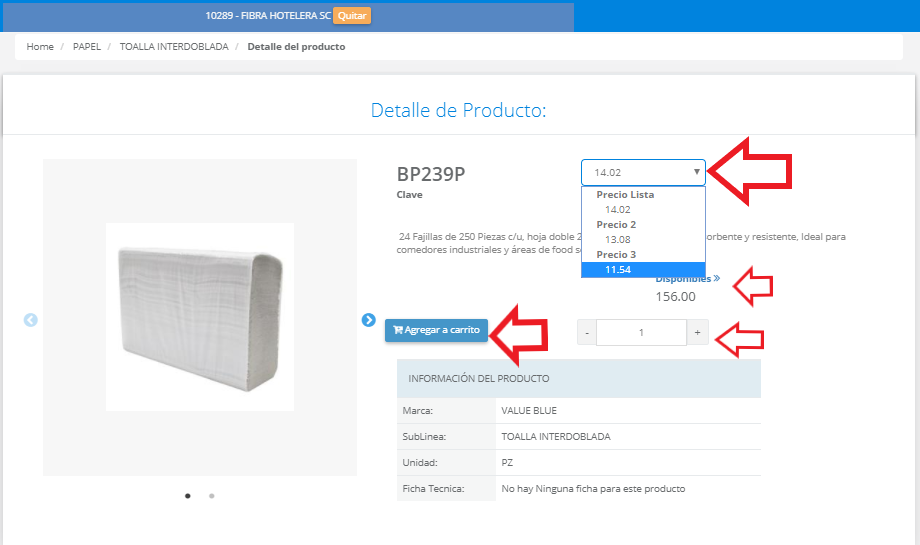 10289 - FIBRA HOTELERA SC Quitar
Home / PAPEL / TOALLA INTERDOBLADA / Detalle del producto
Detalle de Producto:
BP239P
Clave
14.02
Precio Lista
14.02
Precio 2
13.08
Precio 3
11.54
24 Fajillas de 250 Piezas c/u, hoja doble 2 orbente y resistente, Ideal para
comedores industriales y áreas de food s
Disponibles »
156.00
Agregar a carrito
- 1 +
INFORMACIÓN DEL PRODUCTO
Marca: VALUE BLUE
SubLinea: TOALLA INTERDOBLADA
Unidad: PZ
Ficha Tecnica: No hay Ninguna ficha para este producto